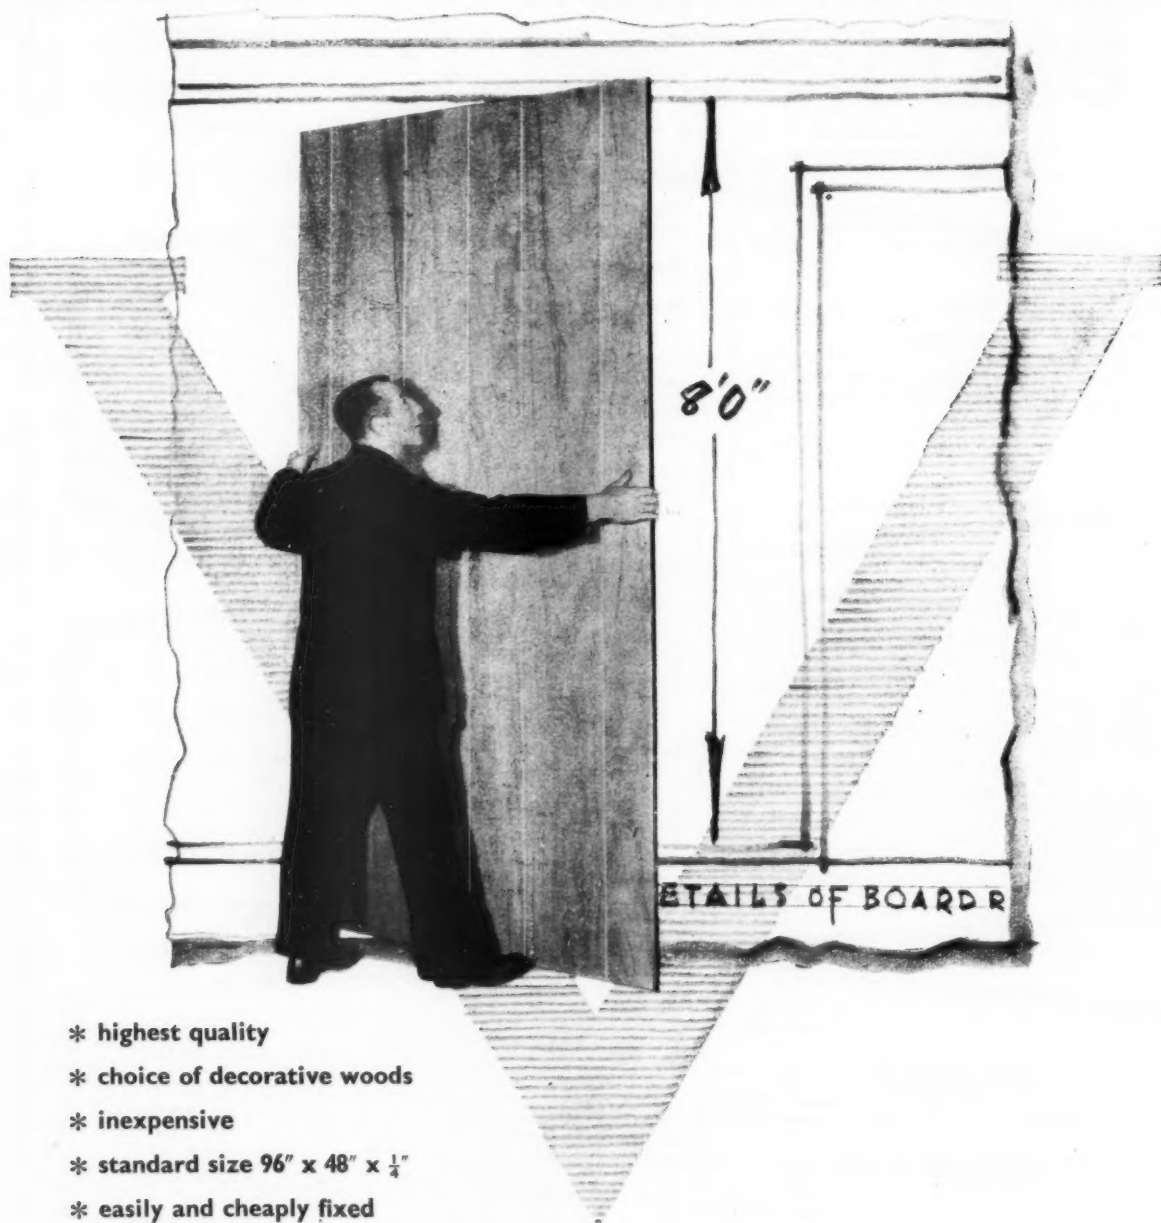 8'0"
ETAILS OF BOARD R
* highest quality
* choice of decorative woods
* inexpensive
* standard size 96" x 48" x ¼"
* easily and cheaply fixed